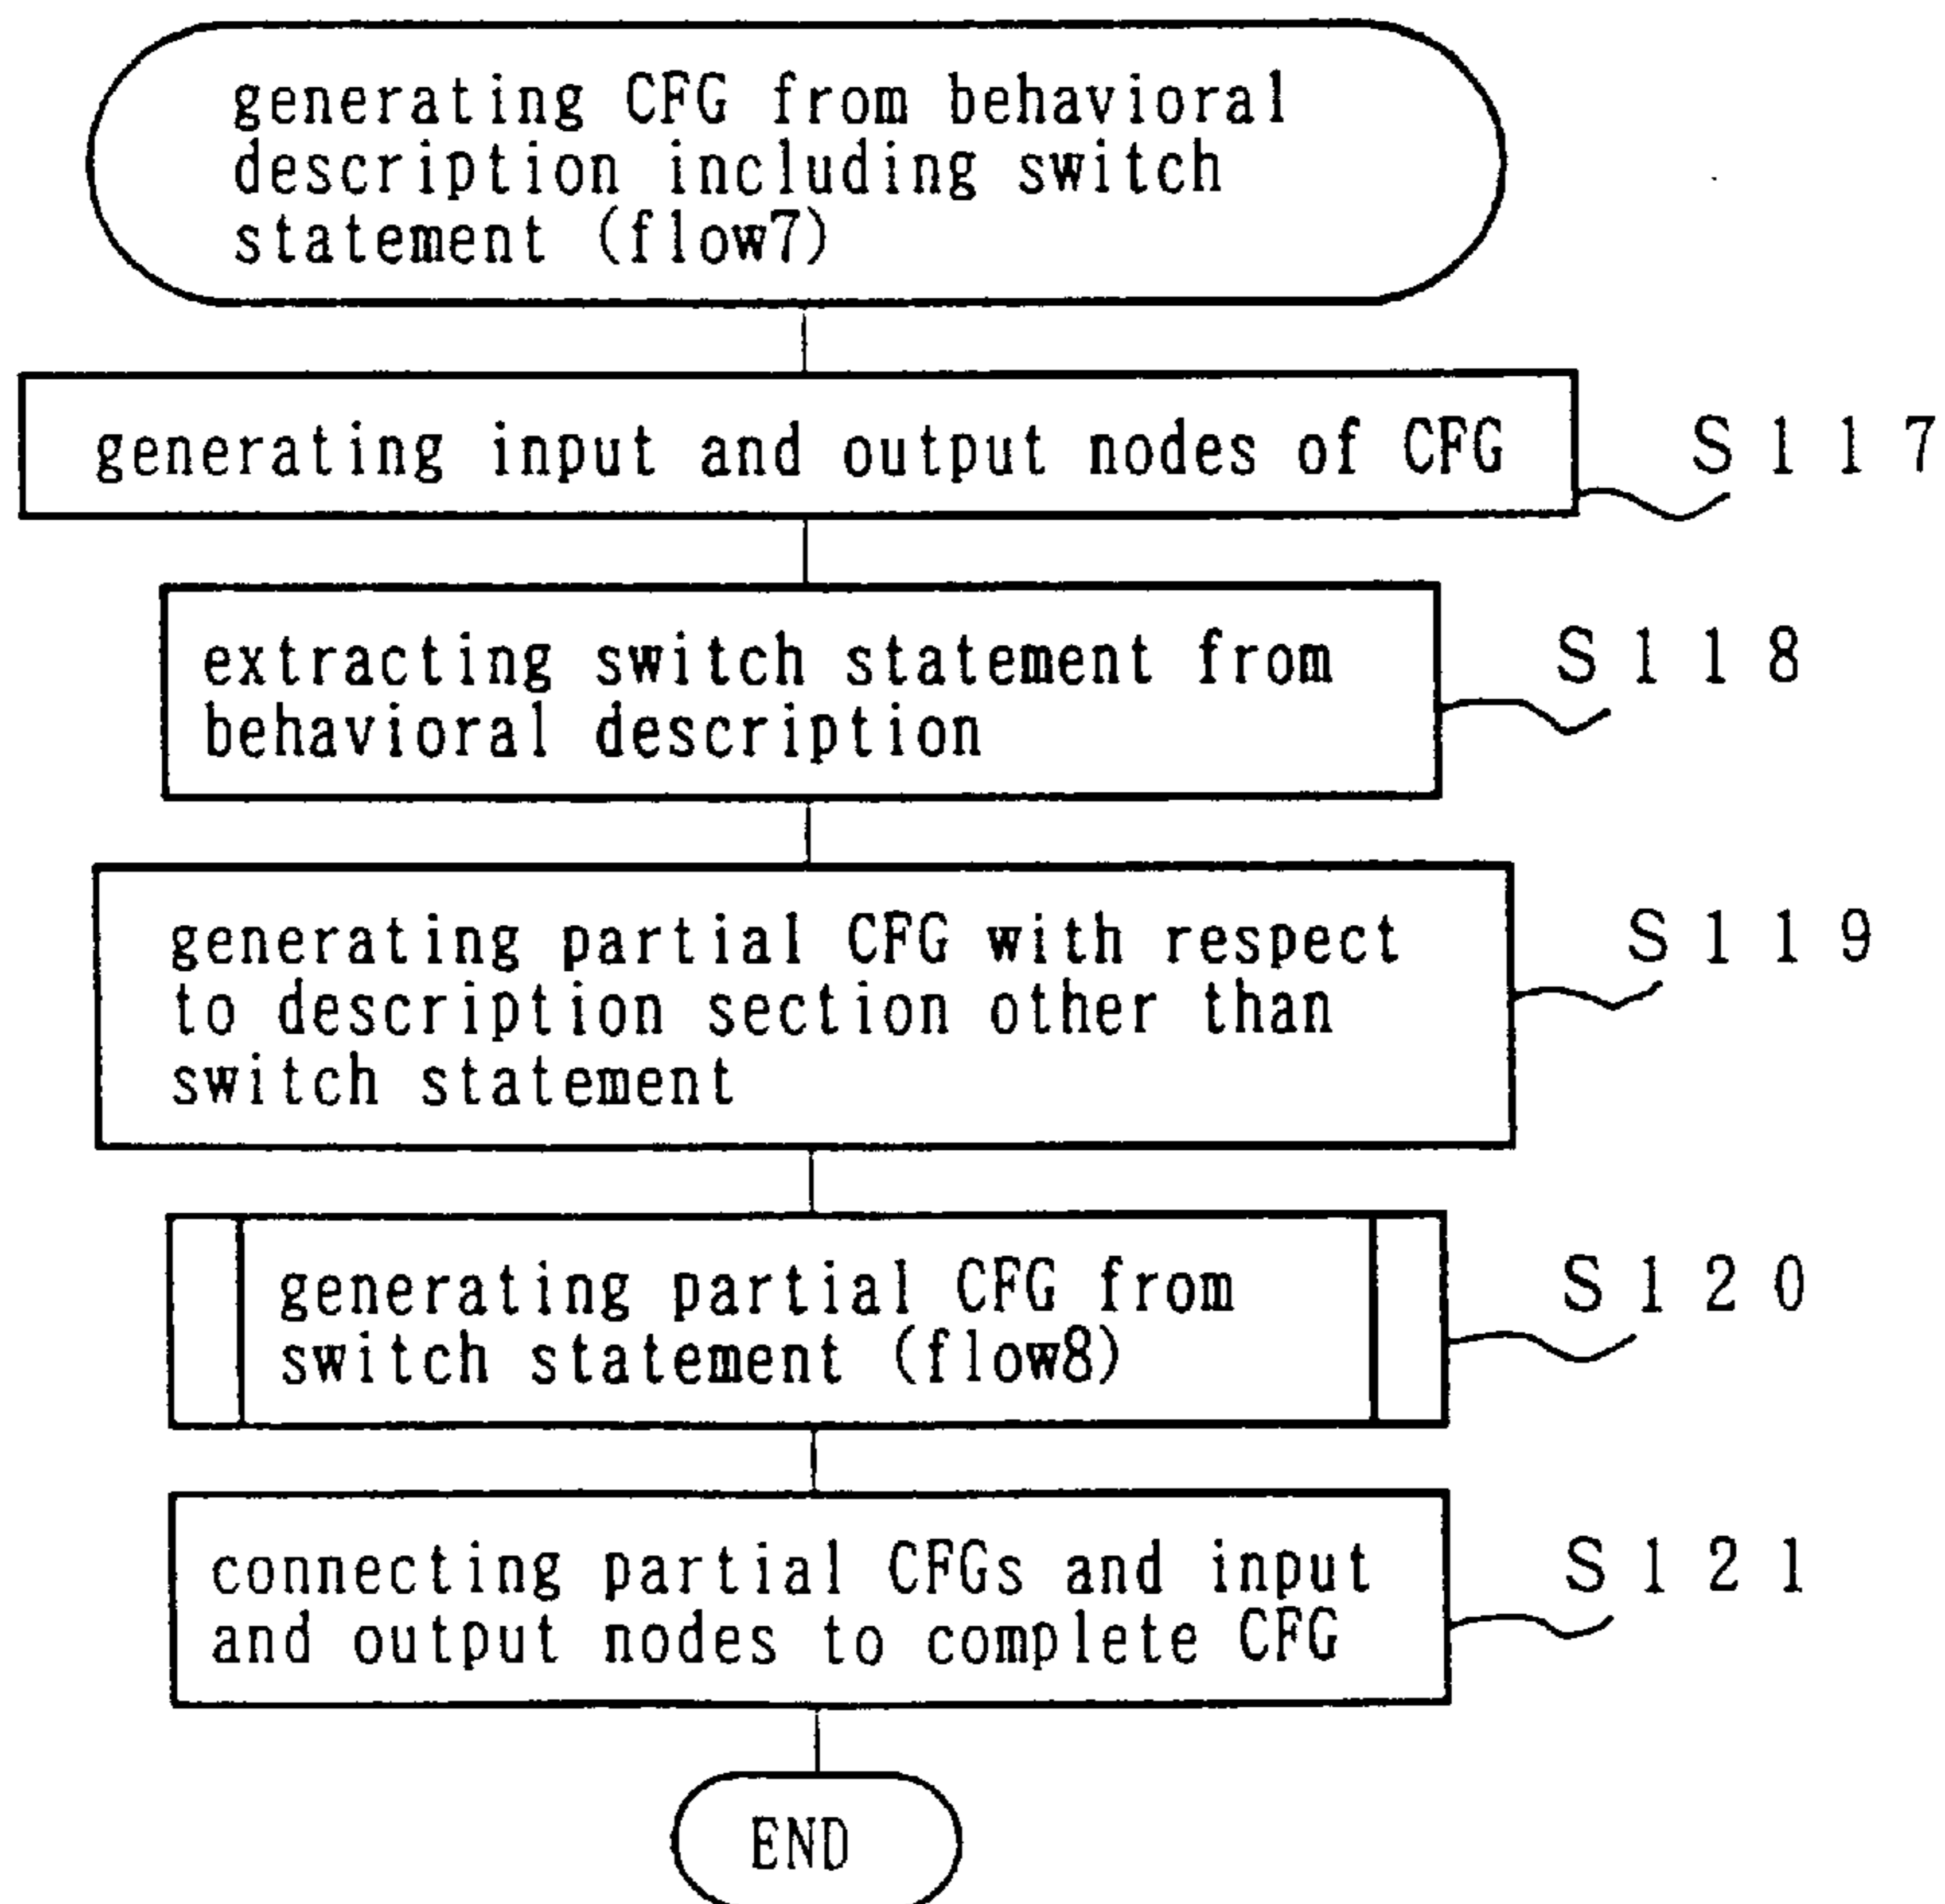 generating CFG from behavioral
description including switch
statement (flow7)
generating input and output nodes of CFG
S117
extracting switch statement from
behavioral description
S118
generating partial CFG with respect
to description section other than
switch statement
S119
generating partial CFG from
switch statement (flow8)
S120
connecting partial CFGs and input
and output nodes to complete CFG
S121
END